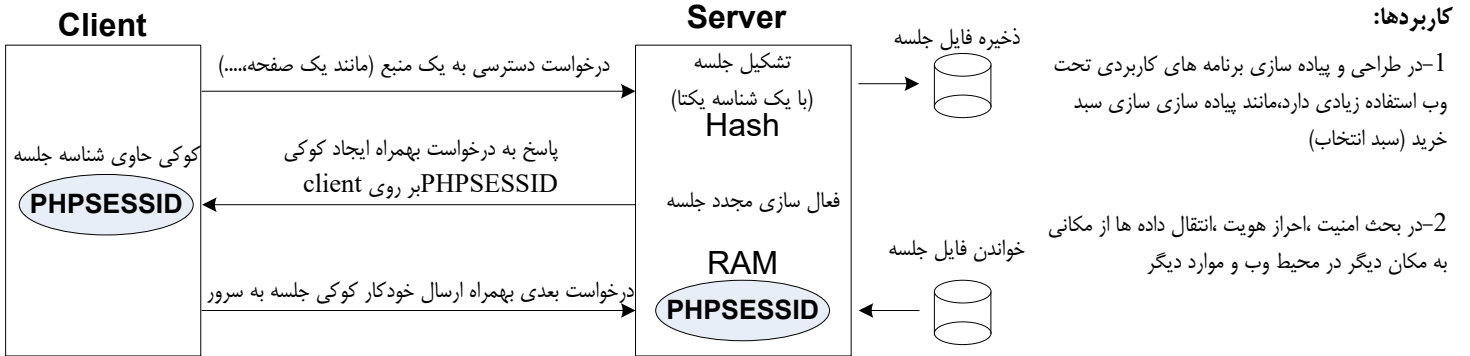 Client
Server
کاربردها:
1-در طراحی و پیاده سازی برنامه های کاربردی تحت
وب استفاده زیادی دارد،مانند پیاده سازی سازی سبد
خرید (سبد انتخاب)
2-در بحث امنیت ،احراز هویت ،انتقال داده ها از مکانی
به مکان دیگر در محیط وب و موارد دیگر
ذخیره فایل جلسه
تشکیل جلسه
(با یک شناسه یکتا)
Hash
درخواست دسترسی به یک منبع (مانند یک صفحه،....)
پاسخ به درخواست بهمراه ایجاد کوکی
PHPSESSIDبر روی client
کوکی حاوی شناسه جلسه
PHPSESSID
فعال سازی مجدد جلسه
خواندن فایل جلسه
RAM
PHPSESSID
درخواست بعدی بهمراه ارسال خودکار کوکی جلسه به سرور